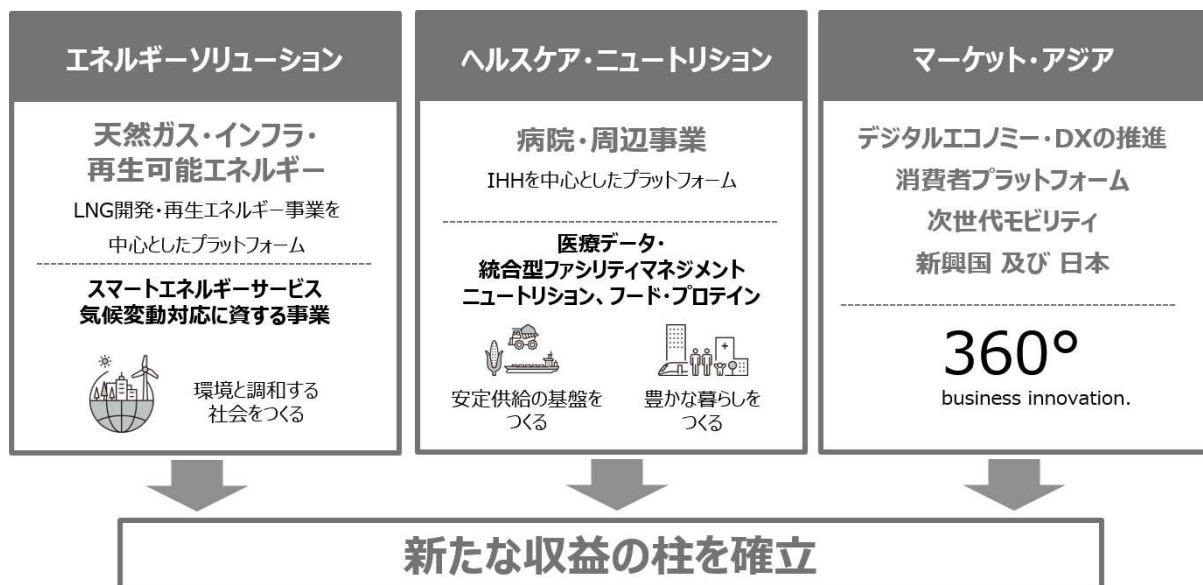 エネルギーソリューション
天然ガス・インフラ・
再生可能エネルギー
LNG開発・再生エネルギー事業を
中心としたプラットフォーム
スマートエネルギーサービス
気候変動対応に資する事業
環境と調和する
社会をつくる
ヘルスケア・ニュートリション
病院・周辺事業
IHHを中心としたプラットフォーム
医療データ・
統合型ファシリティマネジメント
ニュートリション、フード・プロテイン
安定供給の基盤を
つくる
豊かな暮らしを
つくる
マーケット・アジア
デジタルエコノミー・DXの推進
消費者プラットフォーム
次世代モビリティ
新興国 及び 日本
360°
business innovation.
新たな収益の柱を確立